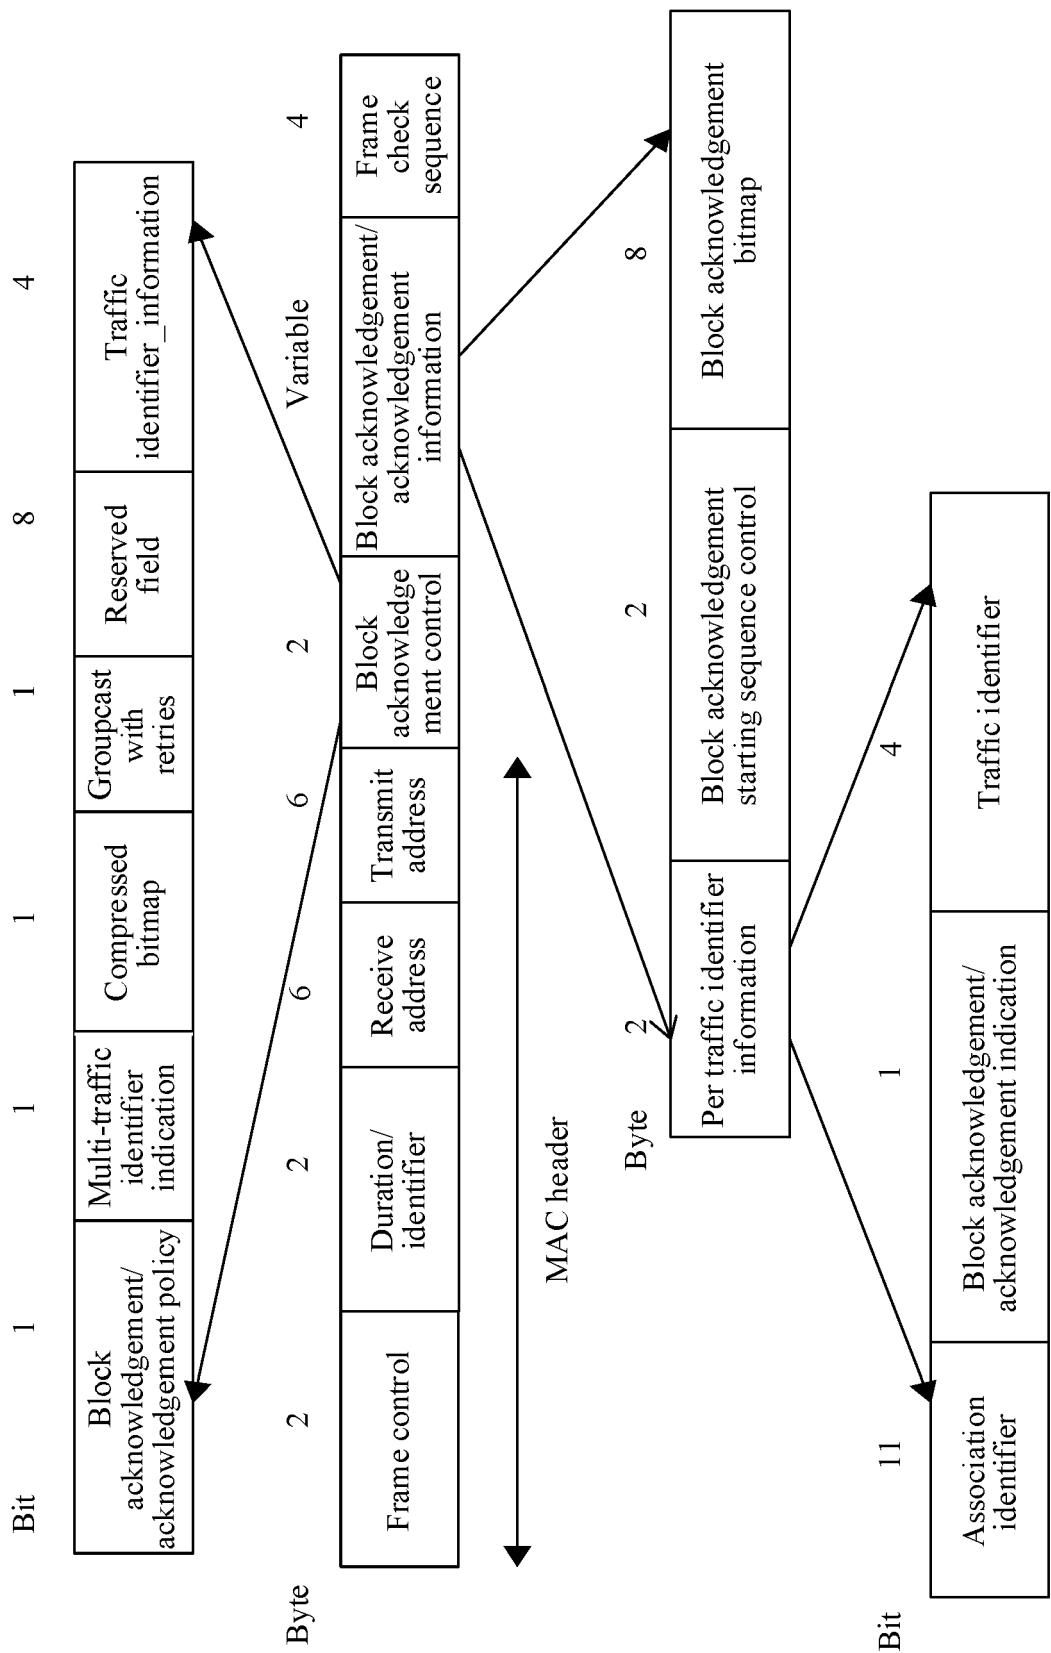 Bit
1
1
1
1
8
4
Block
acknowledgement/
acknowledgement policy
Multi-traffic
identifier
indication
Compressed
bitmap
Groupcast
with
retries
Reserved
field
Traffic
identifier_information
Byte
2
2
6
6
2
Variable
4
Frame control
Duration/
identifier
Receive
address
Transmit
address
Block
acknowledge
ment control
Block acknowledgement/
acknowledgement
information
Frame
check
sequence
MAC header
Byte
2
2
8
Per traffic identifier
information
Block acknowledgement
starting sequence control
Block acknowledgement
bitmap
Bit
11
1
4
Association
identifier
Block acknowledgement/
acknowledgement indication
Traffic identifier